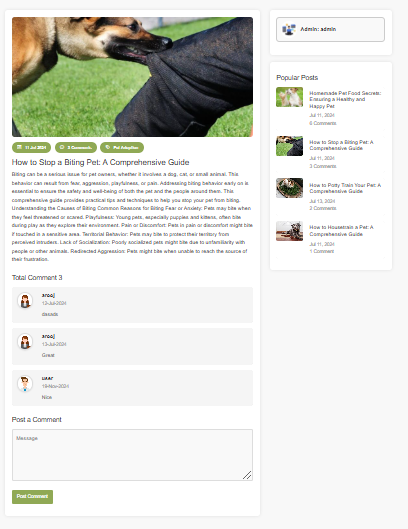 11 Jul 2024
3 Comments
Pet Adoption
How to Stop a Biting Pet: A Comprehensive Guide
Biting can be a serious issue for pet owners, whether it involves a dog, cat, or small animal. This
behavior can result from fear, aggression, playfulness, or pain. Addressing biting behavior early on is
essential to ensure the safety and well-being of both the pet and the people around them. This
comprehensive guide provides practical tips and techniques to help you stop your pet from biting.
Understanding the Causes of Biting Common Reasons for Biting Fear or Anxiety: Pets may bite when
they feel threatened or scared. Playfulness: Young pets, especially puppies and kittens, often bite
during play as they explore their environment. Pain or Discomfort: Pets in pain or discomfort might bite
if touched in a sensitive area. Territorial Behavior: Pets may bite to protect their territory from
perceived intruders. Lack of Socialization: Poorly socialized pets might bite due to unfamiliarity with
people or other animals. Redirected Aggression: Pets might bite when unable to reach the source of
their frustration.
Total Comment 3
arooj
12-Jul-2024
dasads
arooj
13-Jul-2024
Great
user
19-Nov-2024
Nice
Post a Comment
Message
Post Comment
Admin: admin
Popular Posts
Homemade Pet Food Secrets:
Ensuring a Healthy and
Happy Pet
Jul 11, 2024
6 Comments
How to Stop a Biting Pet: A
Comprehensive Guide
Jul 11, 2024
3 Comments
How to Potty Train Your Pet: A
Comprehensive Guide
Jul 13, 2024
2 Comments
How to Housetrain a Pet: A
Comprehensive Guide
Jul 11, 2024
1 Comment